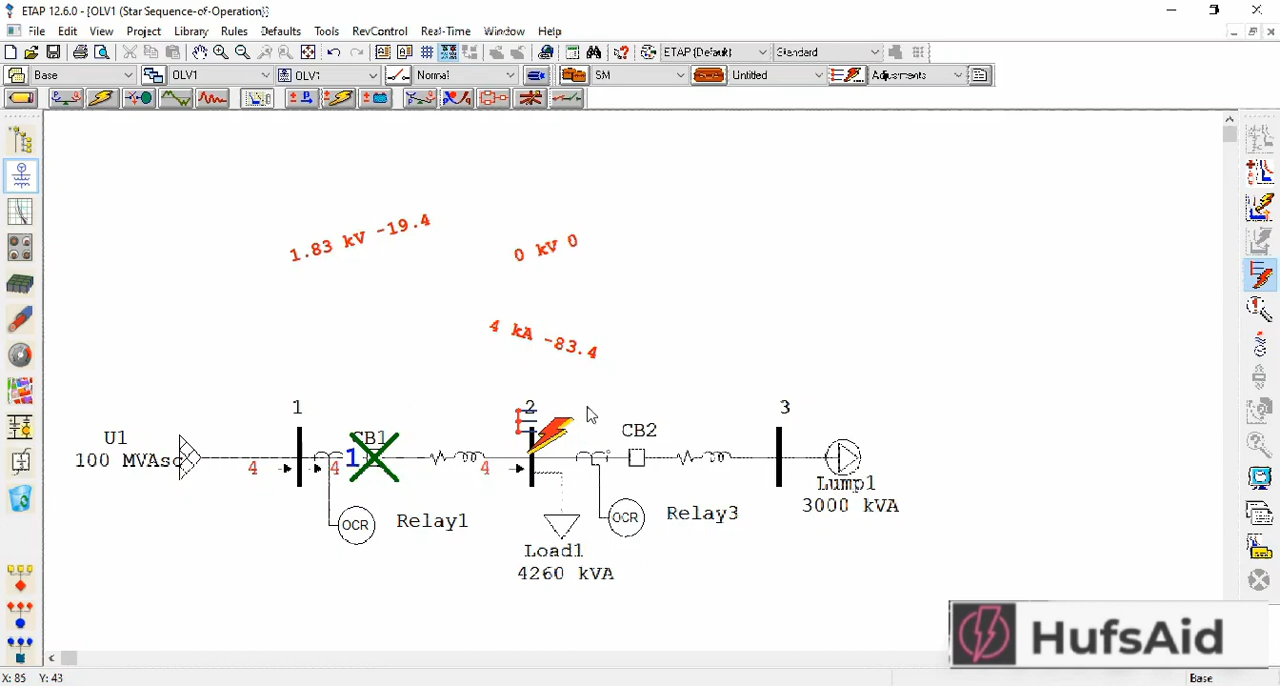 ETAP 12.6.0 - [OLV1 (Star Sequence-of-Operation)]
File Edit View Project Library Rules Defaults Tools RevControl Real-Time Window Help
ETAP (Default) Standard
Base OLV1 OLV1 Normal SM Untitled Adjustments
1.83 kV -19.4
0 kV 0
4 kA -83.4
1 2 3
U1
100 MVAsc
CB1
CB2
4 4 1 4
OCR Relay1
OCR Relay3
Lump1
3000 kVA
Load1
4260 kVA
HufsAid
X: 85 Y: 43 Base